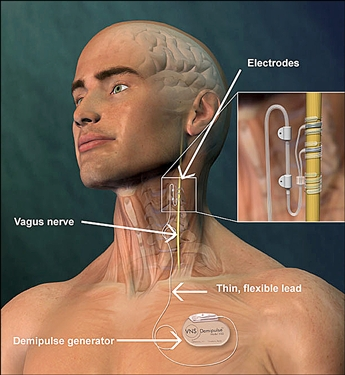 Electrodes
Vagus nerve
Thin, flexible lead
VNS Demipulse
Demipulse generator